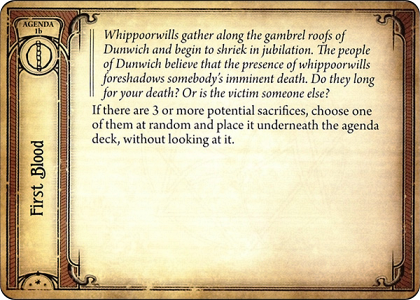 AGENDA
1b
First Blood
Whippoorwills gather along the gambrel roofs of
Dunwich and begin to shriek in jubilation. The people
of Dunwich believe that the presence of whippoorwills
foreshadows somebody's imminent death. Do they long
for your death? Or is the victim someone else?
If there are 3 or more potential sacrifices, choose one
of them at random and place it underneath the agenda
deck, without looking at it.